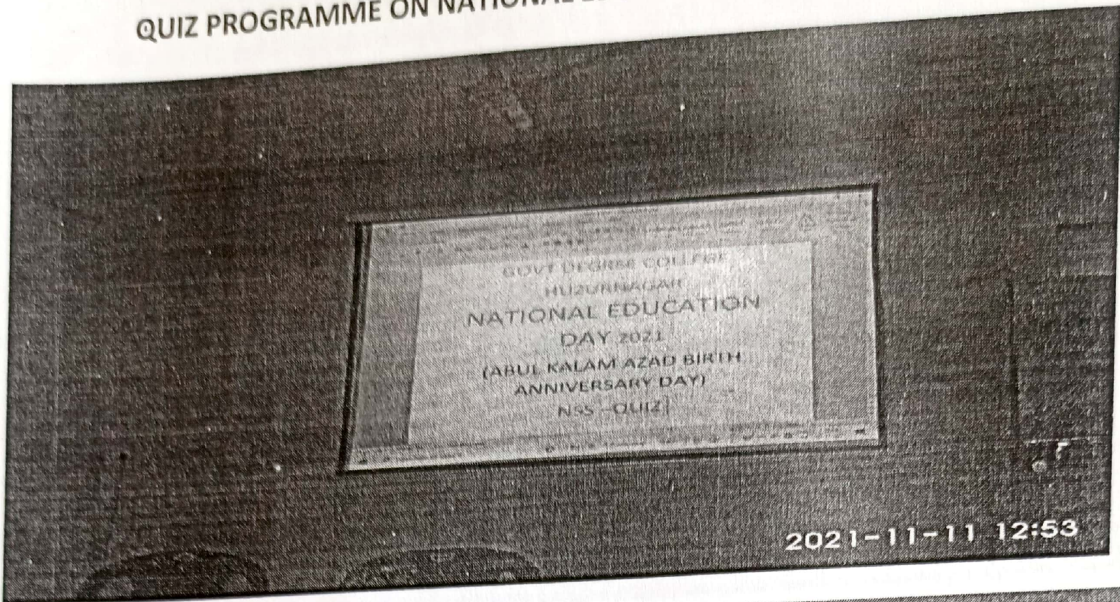 QUIZ PROGRAMME ON NATIONAL
GOVT DEGREE COLLEGE
HUZURNAGAR
NATIONAL EDUCATION
DAY 2021
(ABUL KALAM AZAD BIRTH
ANNIVERSARY DAY)
NSS -QUIZ
2021-11-11 12:53